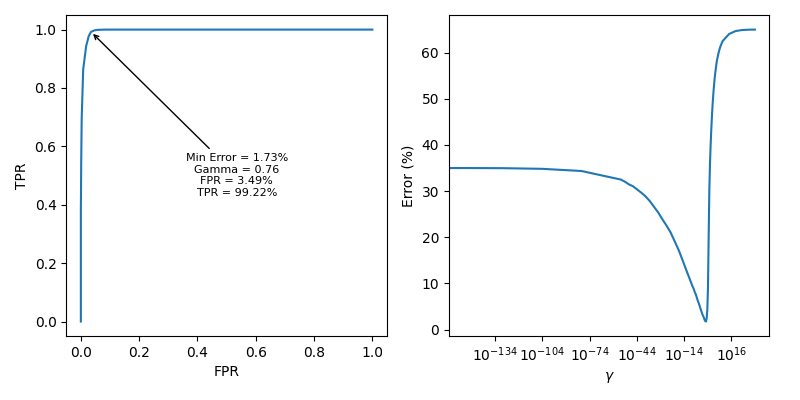 1.0
0.8
0.6
0.4
0.2
0.0
TPR
Min Error = 1.73%
Gamma = 0.76
FPR = 3.49%
TPR = 99.22%
0.0 0.2 0.4 0.6 0.8 1.0
FPR
60
50
40
30
20
10
0
Error (%)
10⁻¹³⁴ 10⁻¹⁰⁴ 10⁻⁷⁴ 10⁻⁴⁴ 10⁻¹⁴ 10¹⁶
γ